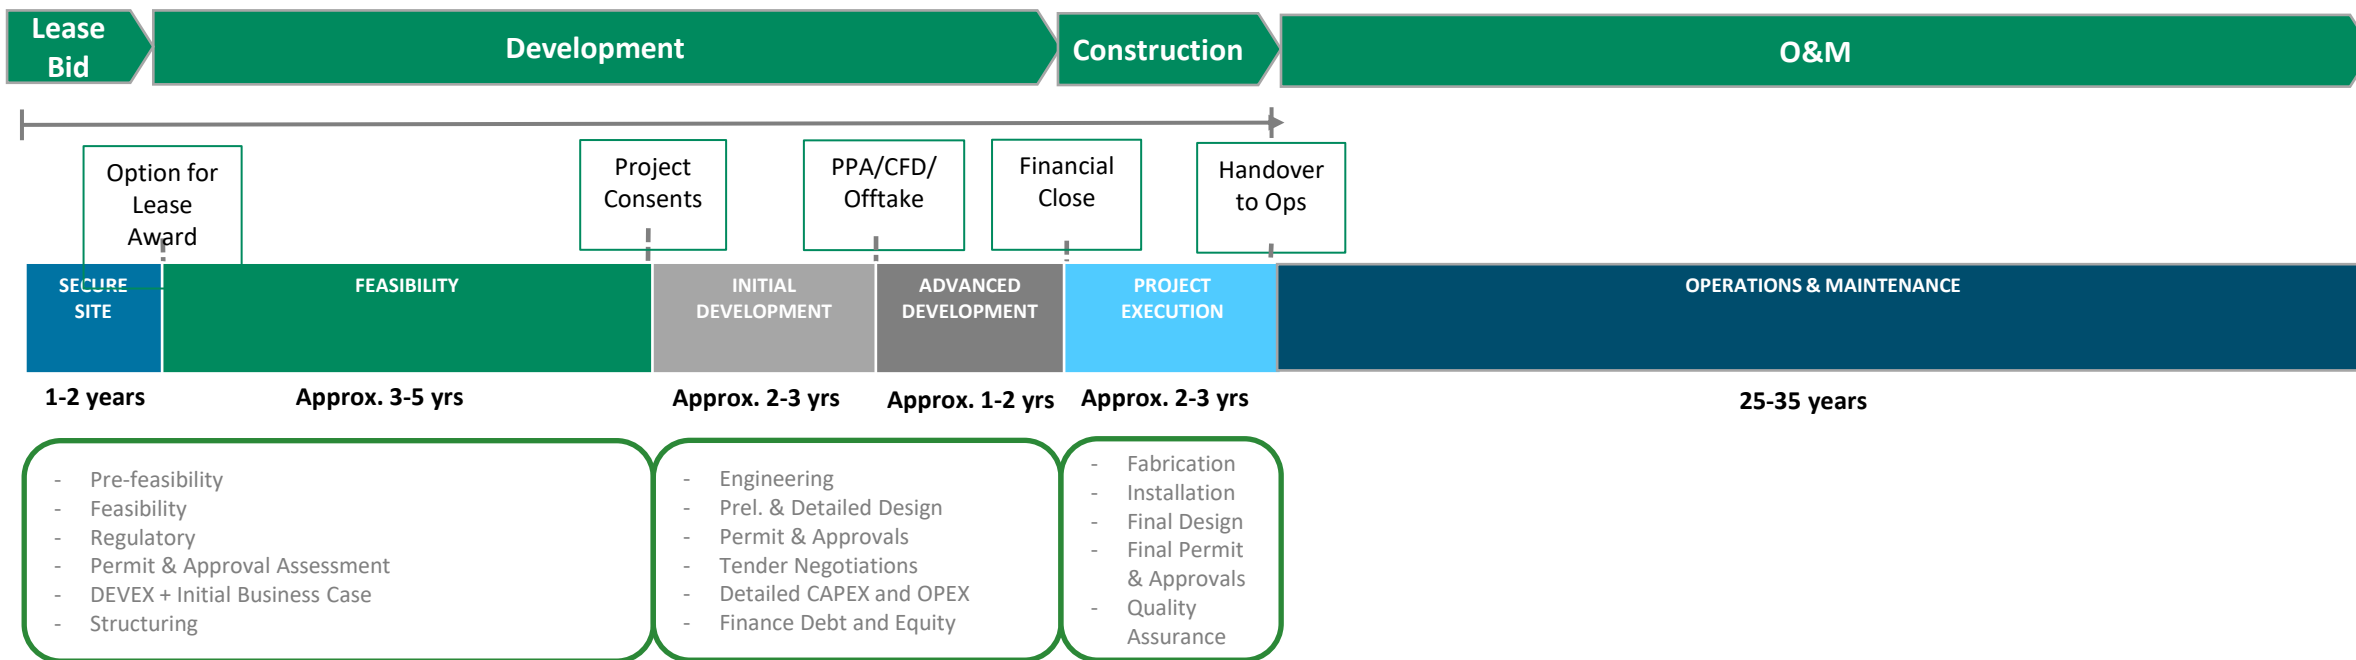 Lease
Bid
Development
Construction
O&M
Option for
Lease
Award
Project
Consents
PPA/CFD/
Offtake
Financial
Close
Handover
to Ops
SECURE
SITE
FEASIBILITY
INITIAL
DEVELOPMENT
ADVANCED
DEVELOPMENT
PROJECT
EXECUTION
OPERATIONS & MAINTENANCE
1-2 years
Approx. 3-5 yrs
Approx. 2-3 yrs
Approx. 1-2 yrs
Approx. 2-3 yrs
25-35 years
- Pre-feasibility
- Feasibility
- Regulatory
- Permit & Approval Assessment
- DEVEX + Initial Business Case
- Structuring
- Engineering
- Prel. & Detailed Design
- Permit & Approvals
- Tender Negotiations
- Detailed CAPEX and OPEX
- Finance Debt and Equity
- Fabrication
- Installation
- Final Design
- Final Permit
& Approvals
- Quality
Assurance